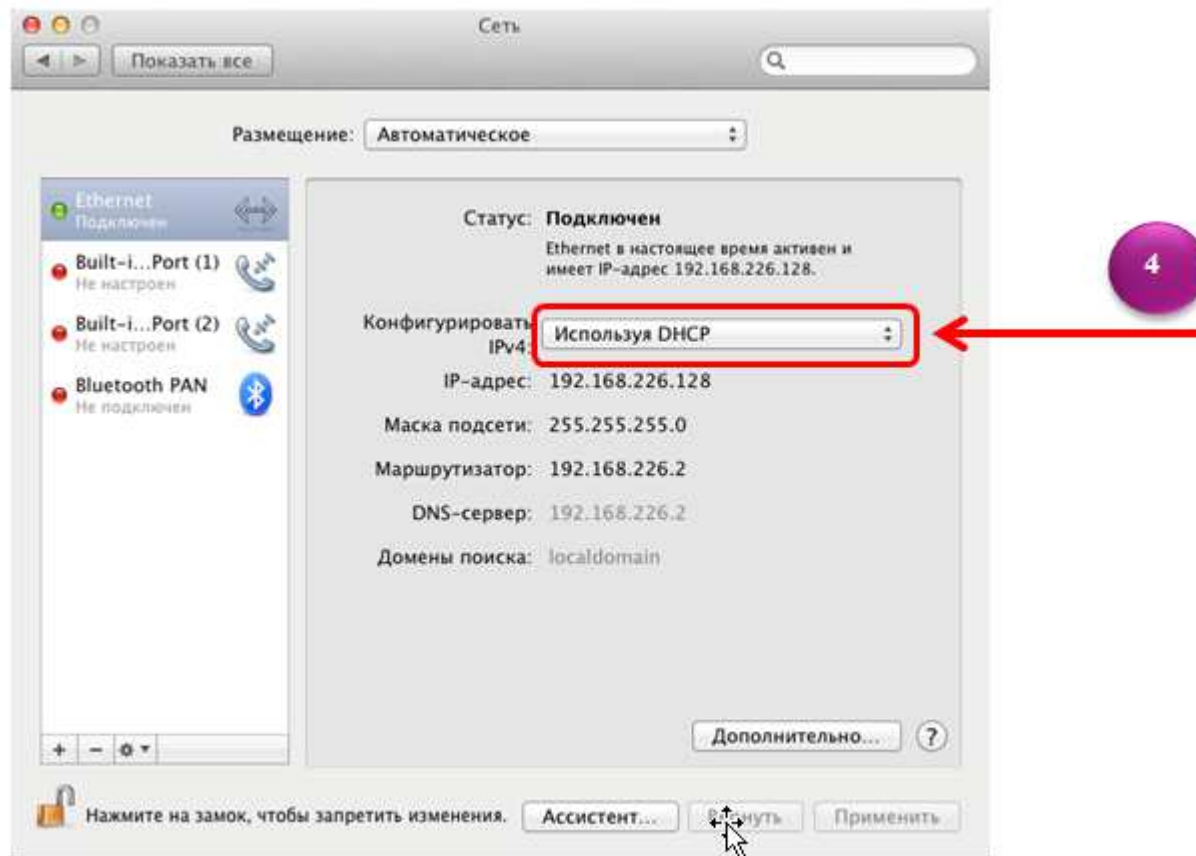 Сеть
Показать все
Размещение: Автоматическое
Ethernet
Подключен
Built-i...Port (1)
Не настроен
Built-i...Port (2)
Не настроен
Bluetooth PAN
Не подключен
Статус: Подключен
Ethernet в настоящее время активен и
имеет IP-адрес 192.168.226.128.
Конфигурировать
IPv4: Используя DHCP
IP-адрес: 192.168.226.128
Маска подсети: 255.255.255.0
Маршрутизатор: 192.168.226.2
DNS-сервер: 192.168.226.2
Домены поиска: localdomain
4
Дополнительно... ?
Нажмите на замок, чтобы запретить изменения. Ассистент... Применить